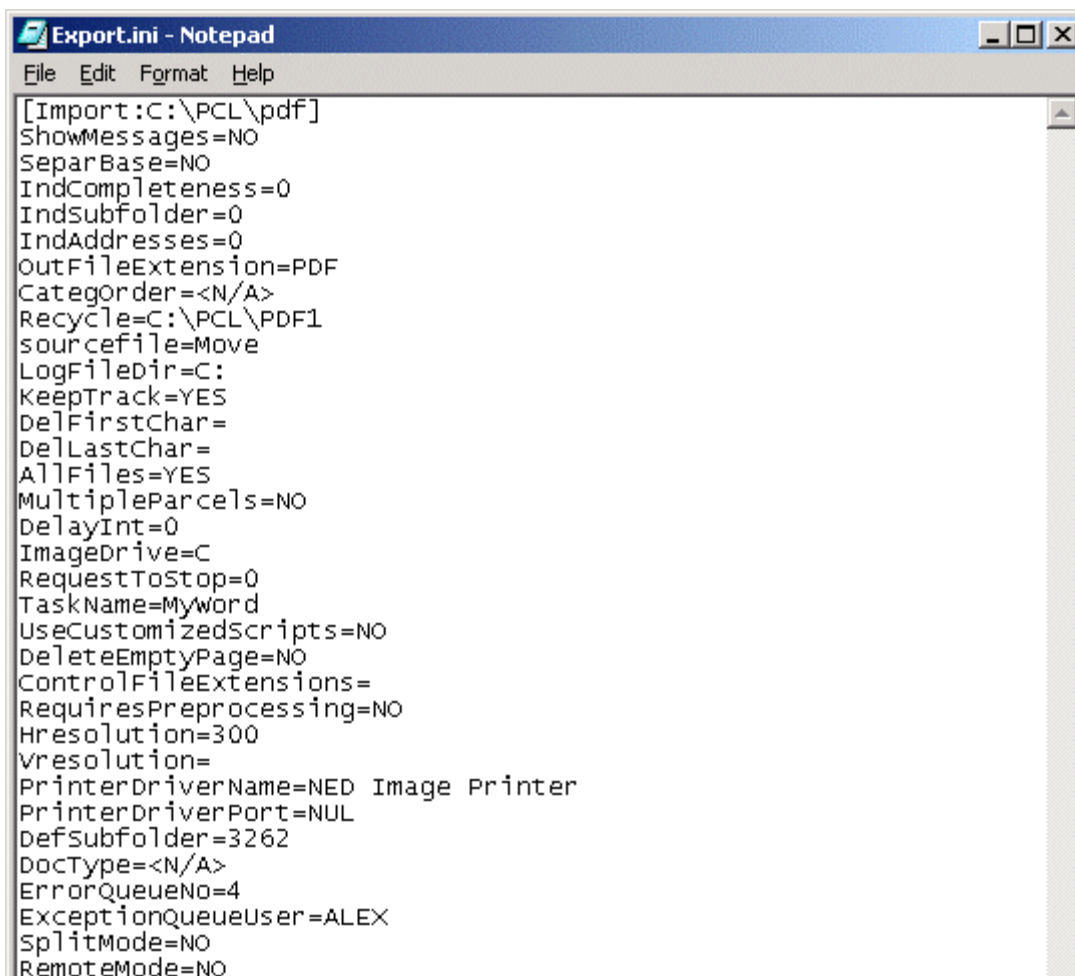 Export.ini - Notepad
File Edit Format Help
[Import:C:\PCL\pdf]
ShowMessages=NO
SeparBase=NO
IndCompleteness=0
IndSubfolder=0
IndAddresses=0
OutFileExtension=PDF
CategOrder=<N/A>
Recycle=C:\PCL\PDF1
sourcefile=Move
LogFileDir=C:
KeepTrack=YES
DelFirstChar=
DelLastChar=
AllFiles=YES
MultipleParcels=NO
DelayInt=0
ImageDrive=C
RequestToStop=0
TaskName=MyWord
UseCustomizedScripts=NO
DeleteEmptyPage=NO
ControlFileExtensions=
RequiresPreprocessing=NO
Hresolution=300
Vresolution=
PrinterDriverName=NED Image Printer
PrinterDriverPort=NUL
DefSubfolder=3262
DocType=<N/A>
ErrorQueueNo=4
ExceptionQueueUser=ALEX
SplitMode=NO
RemoteMode=NO